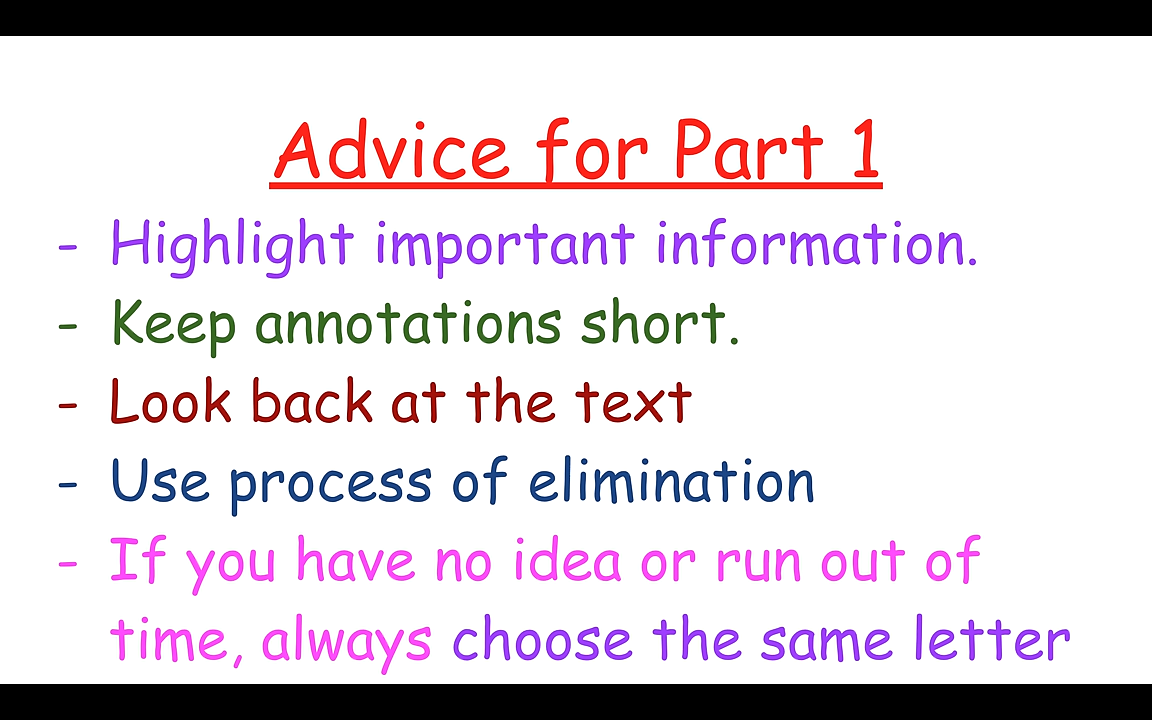 Advice for Part 1
- Highlight important information.
- Keep annotations short.
- Look back at the text
- Use process of elimination
- If you have no idea or run out of
time, always choose the same letter